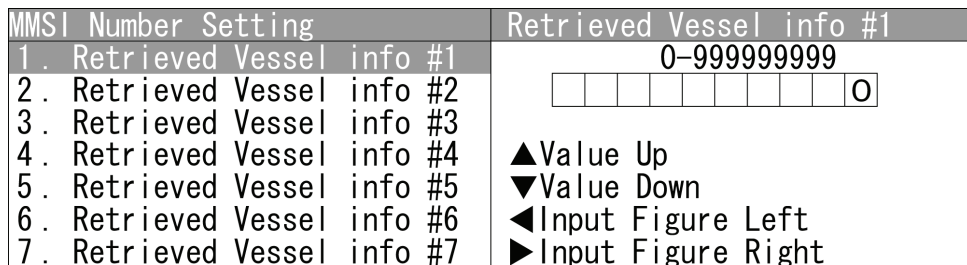 MMSI Number Setting
1. Retrieved Vessel info #1
2. Retrieved Vessel info #2
3. Retrieved Vessel info #3
4. Retrieved Vessel info #4
5. Retrieved Vessel info #5
6. Retrieved Vessel info #6
7. Retrieved Vessel info #7
Retrieved Vessel info #1
0-999999999
0
▲Value Up
▼Value Down
◀Input Figure Left
▶Input Figure Right